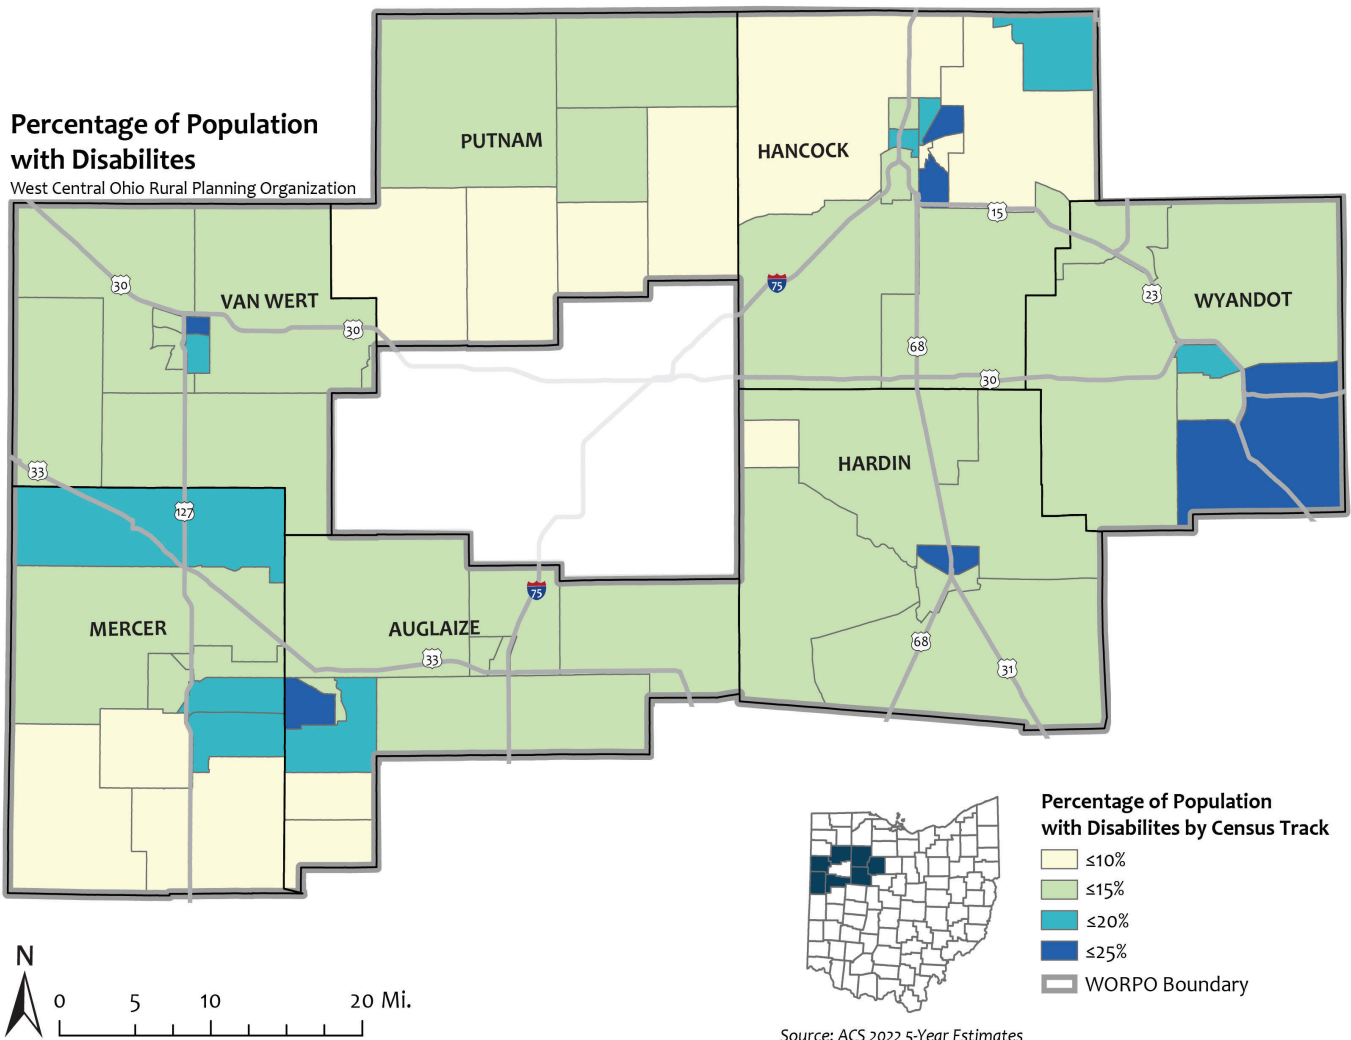 Percentage of Population
with Disabilites
West Central Ohio Rural Planning Organization
PUTNAM
HANCOCK
15
30
VAN WERT
30
75
23
WYANDOT
68
30
33
HARDIN
127
75
MERCER
AUGLAIZE
33
68
31
Percentage of Population
with Disabilites by Census Track
≤10%
≤15%
≤20%
≤25%
WORPO Boundary
N
0 5 10 20 Mi.
Source: ACS 2022 5-Year Estimates